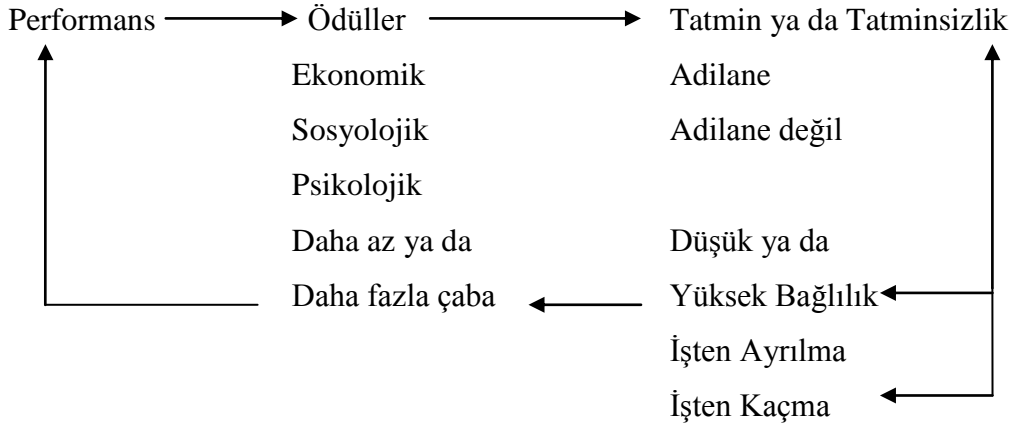 Performans Ödüller Tatmin ya da Tatminsizlik
Ekonomik Adilane
Sosyolojik Adilane değil
Psikolojik
Daha az ya da Düşük ya da
Daha fazla çaba Yüksek Bağlılık
İşten Ayrılma
İşten Kaçma